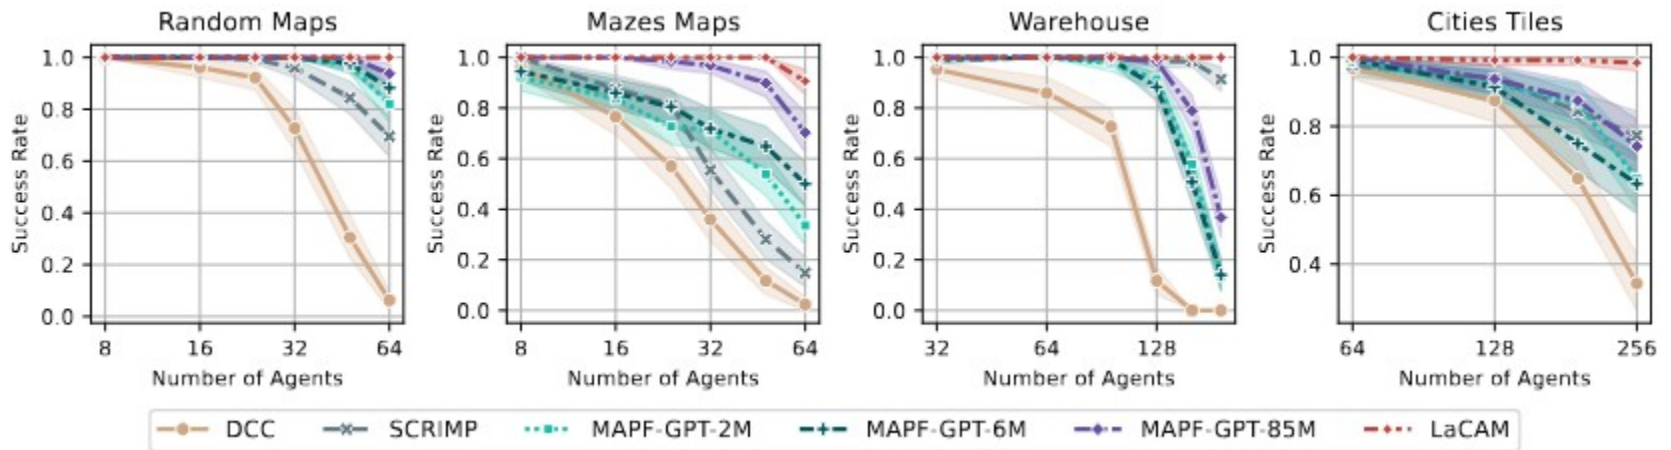 Random Maps
Mazes Maps
Warehouse
Cities Tiles
Success Rate
1.0
0.8
0.6
0.4
0.2
0.0
8
16
32
64
Number of Agents
Success Rate
1.0
0.8
0.6
0.4
0.2
0.0
8
16
32
64
Number of Agents
Success Rate
1.0
0.8
0.6
0.4
0.2
0.0
32
64
128
Number of Agents
Success Rate
1.0
0.8
0.6
0.4
64
128
256
Number of Agents
DCC SCRIMP MAPF-GPT-2M MAPF-GPT-6M MAPF-GPT-85M LaCAM